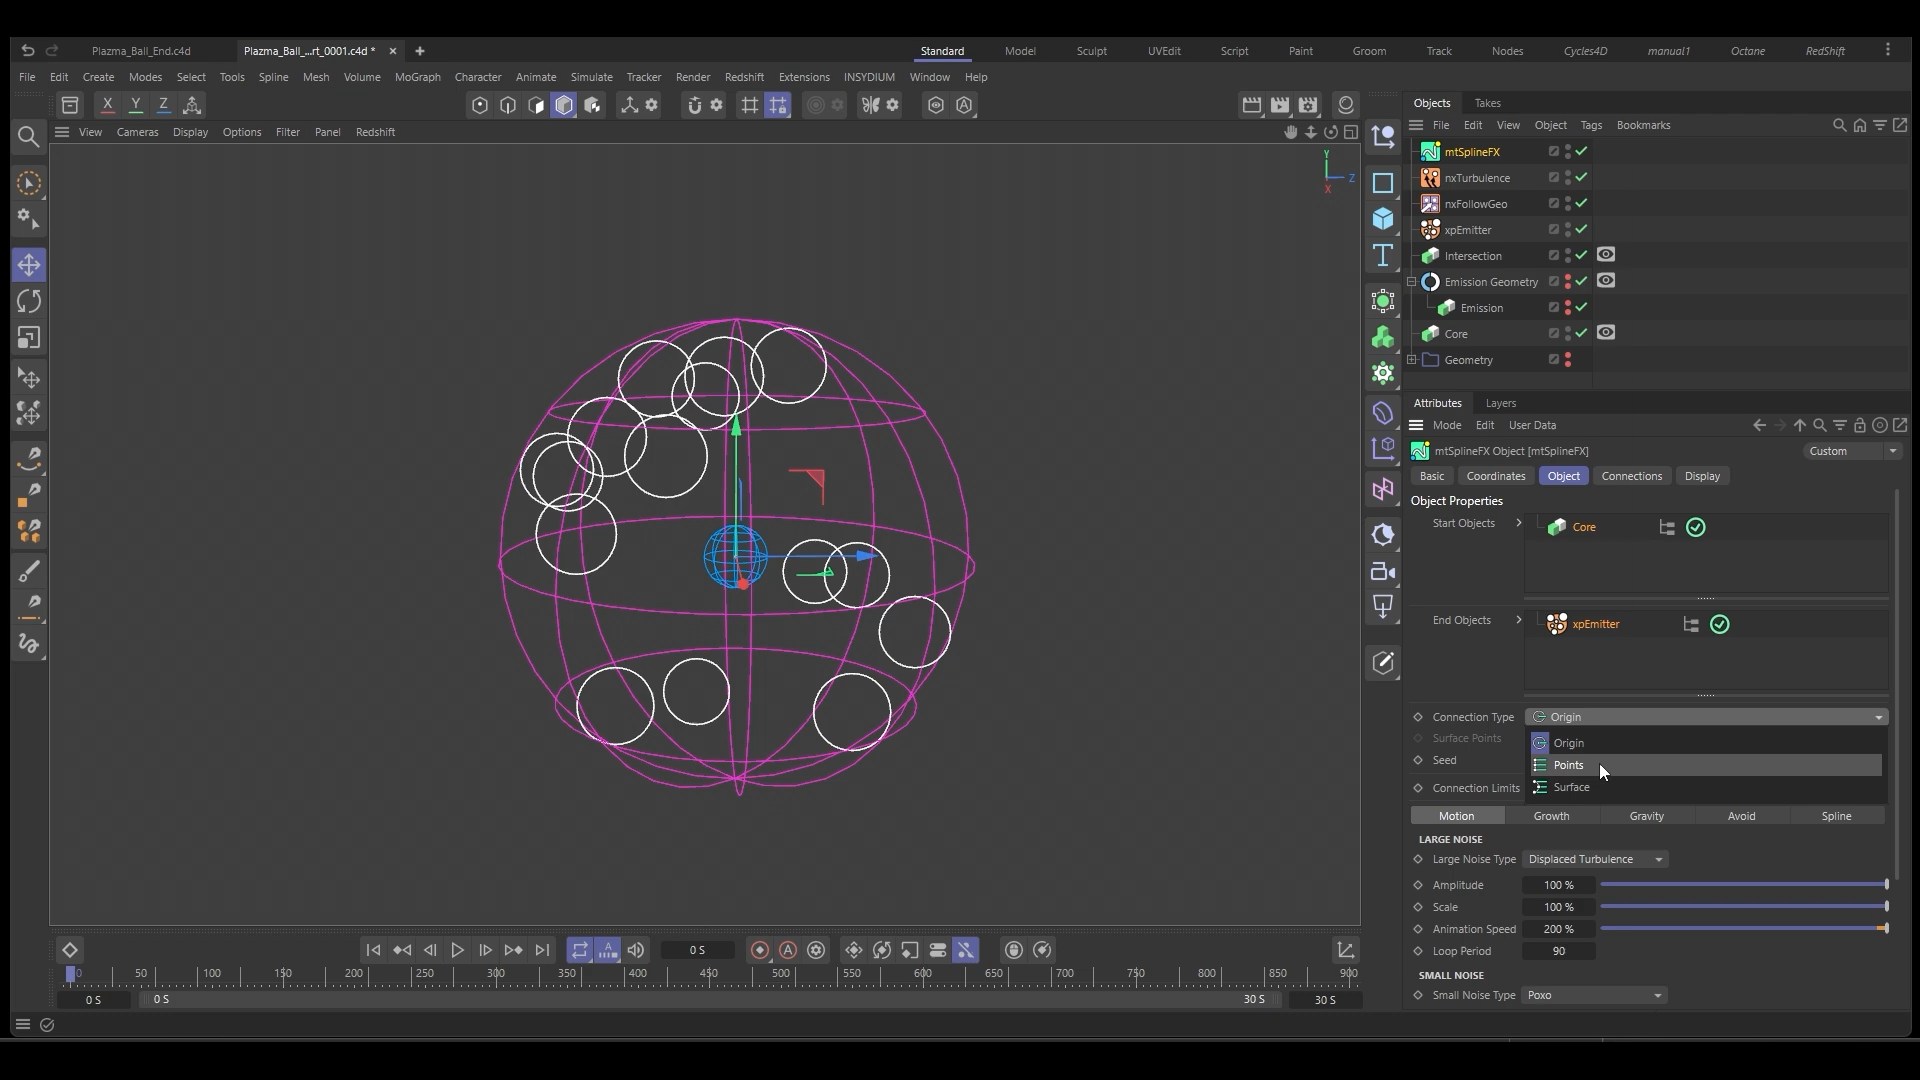 Plazma_Ball_End.c4d
Plazma_Ball_...rt_0001.c4d *
Standard Model Sculpt UVEdit Script Paint Groom Track Nodes Cycles4D manual1 Octane RedShift
File Edit Create Modes Select Tools Spline Mesh Volume MoGraph Character Animate Simulate Tracker Render Redshift Extensions INSYDIUM Window Help
X Y Z
View Cameras Display Options Filter Panel Redshift
Y
Z
X
Objects Takes
File Edit View Object Tags Bookmarks
mtSplineFX
nxTurbulence
nxFollowGeo
xpEmitter
Intersection
Emission Geometry
Emission
Core
Geometry
Attributes Layers
Mode Edit User Data
mtSplineFX Object [mtSplineFX]
Custom
Basic Coordinates Object Connections Display
Object Properties
Start Objects Core
End Objects xpEmitter
Connection Type Origin
Surface Points
Seed
Connection Limits
Origin
Points
Surface
Motion Growth Gravity Avoid Spline
LARGE NOISE
Large Noise Type Displaced Turbulence
Amplitude 100 %
Scale 100 %
Animation Speed 200 %
Loop Period 90
SMALL NOISE
Small Noise Type Poxo
0 S
0 50 100 150 200 250 300 350 400 450 500 550 600 650 700 750 800 850 900
0 S 0 S 30 S 30 S